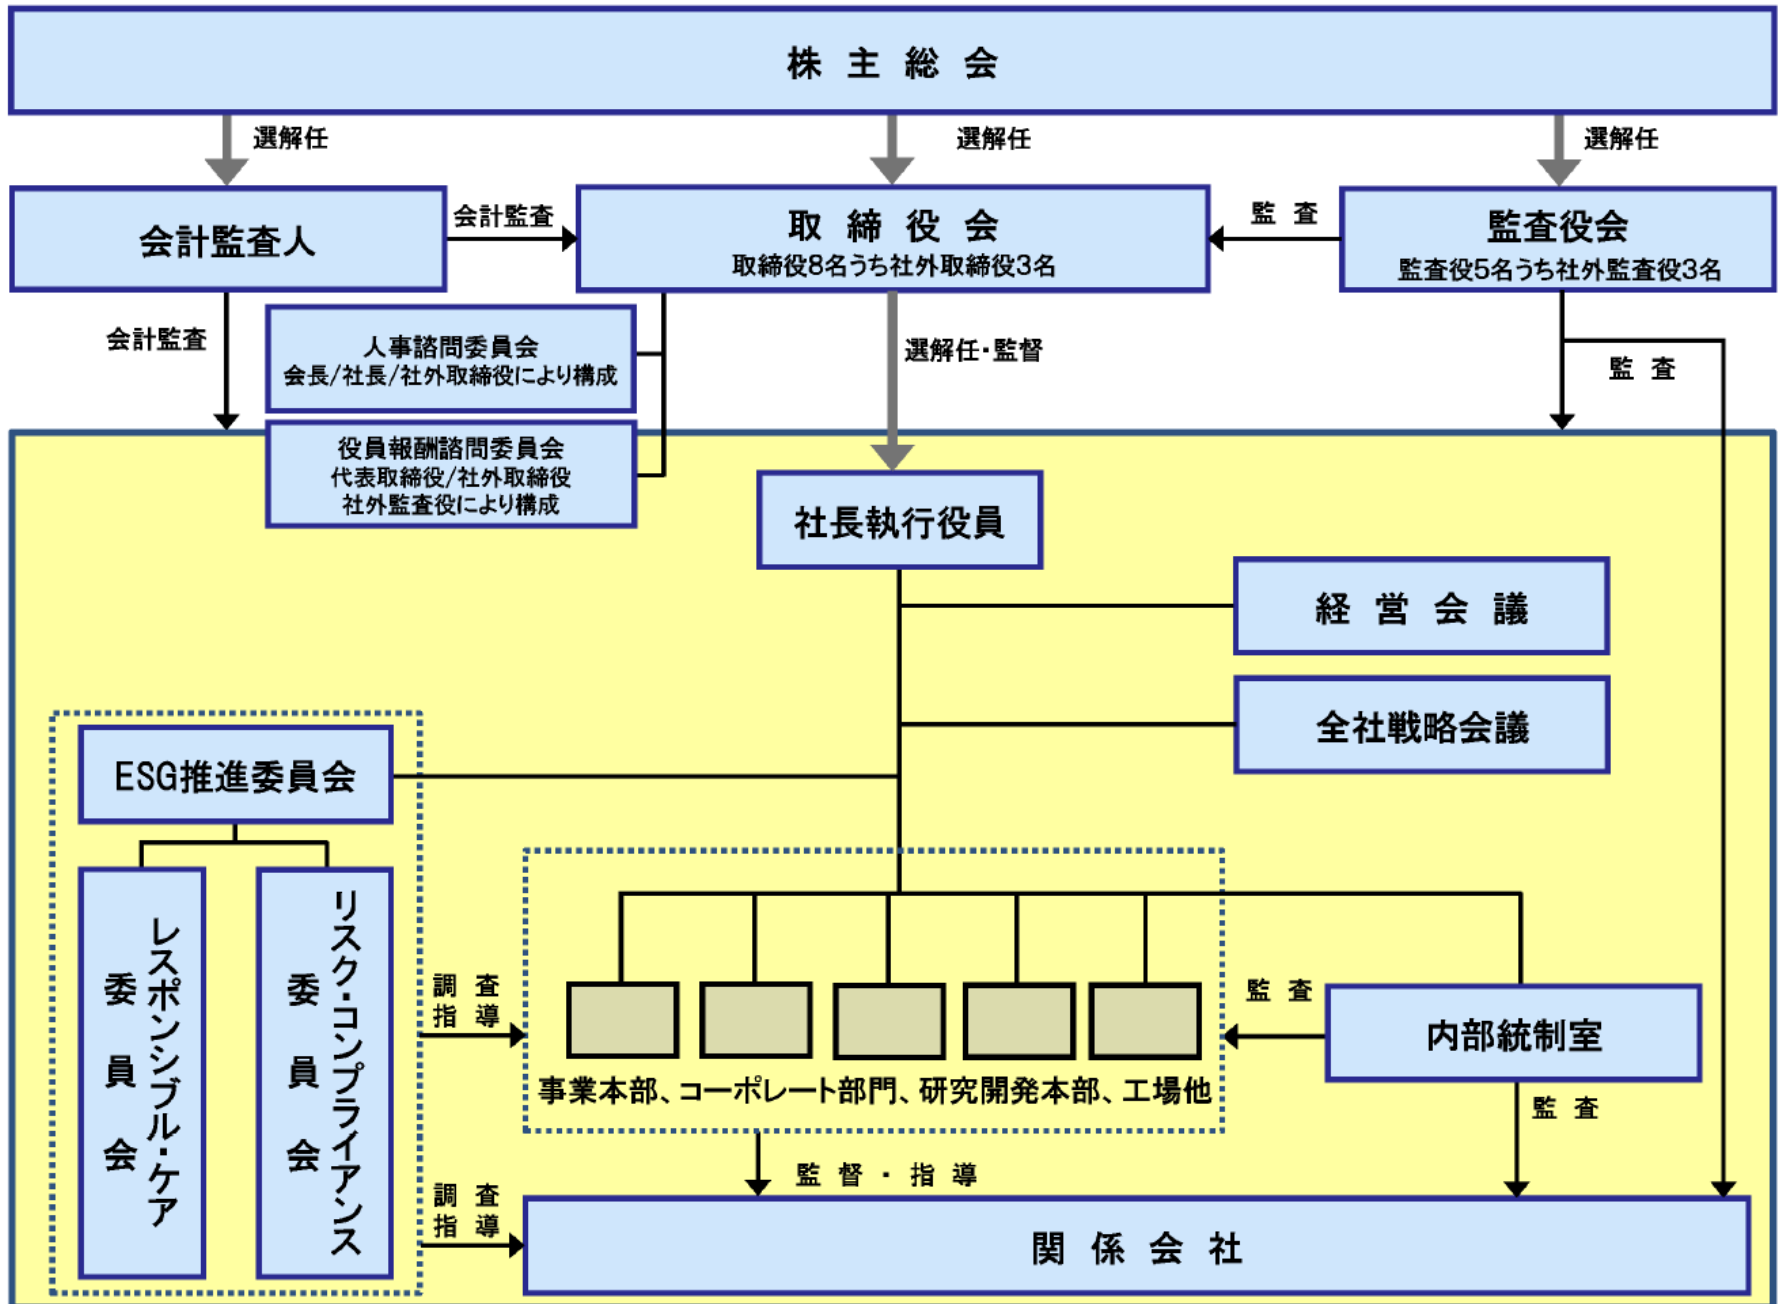 株主総会
選解任
選解任
選解任
会計監査人
会計監査
取締役会
取締役8名うち社外取締役3名
監査
監査役会
監査役5名うち社外監査役3名
会計監査
人事諮問委員会
会長/社長/社外取締役により構成
選解任・監督
監査
役員報酬諮問委員会
代表取締役/社外取締役
社外監査役により構成
社長執行役員
経営会議
全社戦略会議
ESG推進委員会
レスポンシブル・ケア
委員会
リスク・コンプライアンス
委員会
調査
指導
事業本部、コーポレート部門、研究開発本部、工場他
監査
内部統制室
監査
監督・指導
調査
指導
関係会社